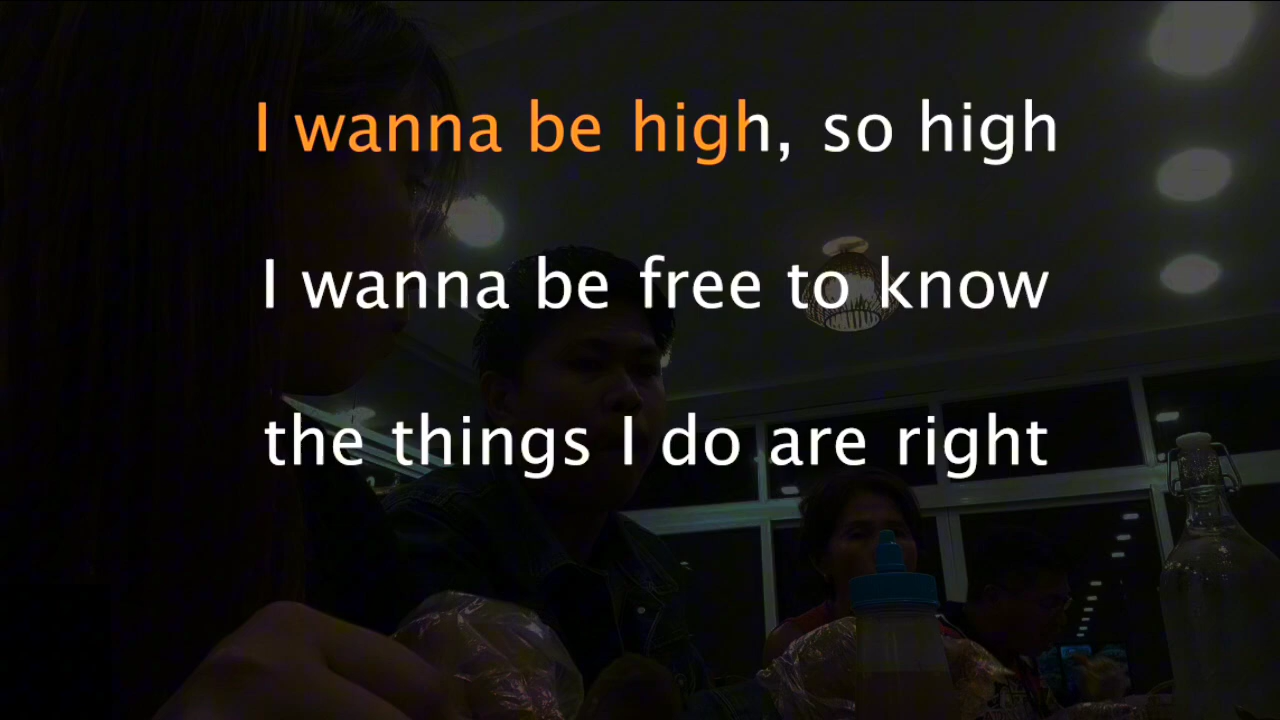 I wanna be high, so high
I wanna be free to know
the things I do are right